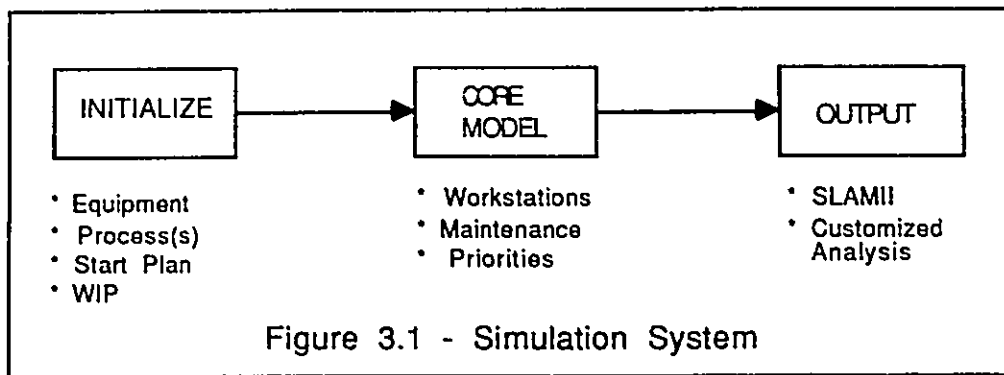 INITIALIZE
CORE
MODEL
OUTPUT
* Equipment
* Process(s)
* Start Plan
* WIP
* Workstations
* Maintenance
* Priorities
* SLAMII
* Customized
Analysis
Figure 3.1 - Simulation System